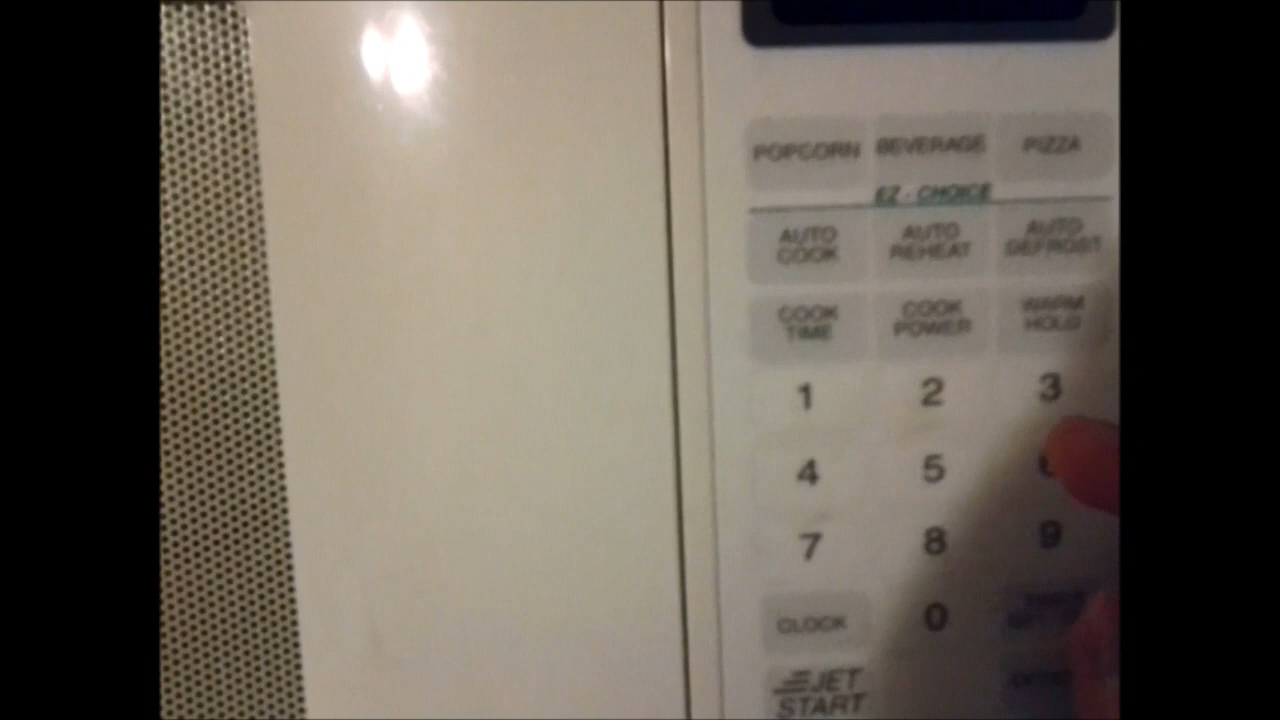 POPCORN BEVERAGE PIZZA
EZ - CHOICE
AUTO COOK AUTO REHEAT AUTO DEFROST
COOK TIME COOK POWER WARM HOLD
1 2 3
4 5
7 8 9
CLOCK 0
JET START